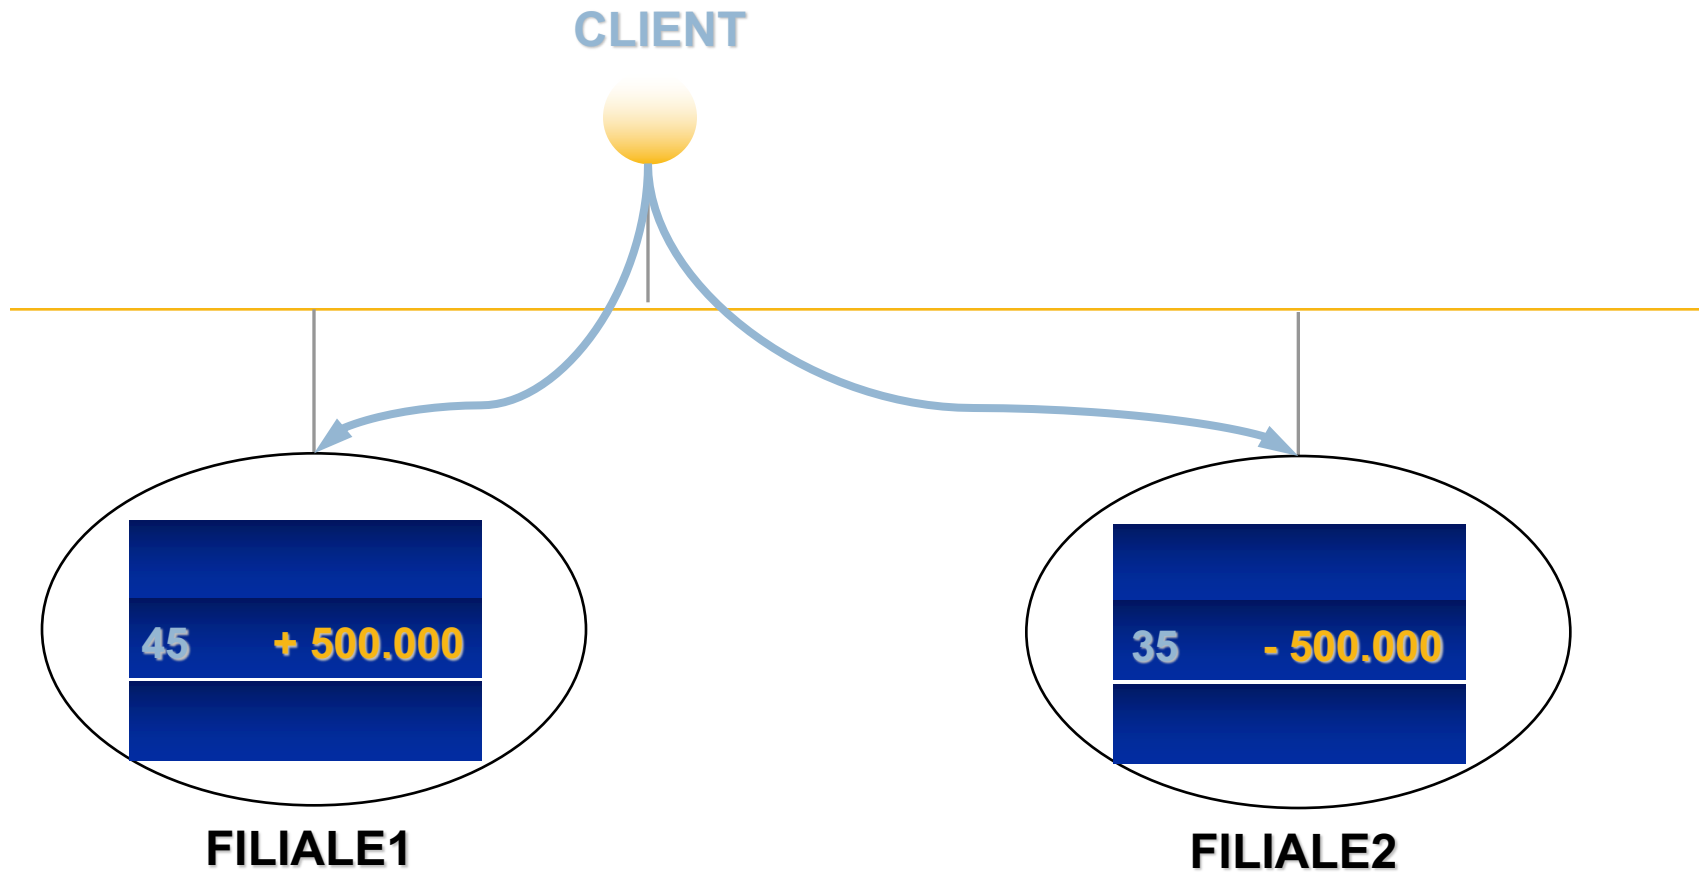 CLIENT
45 + 500.000
35 - 500.000
FILIALE1
FILIALE2